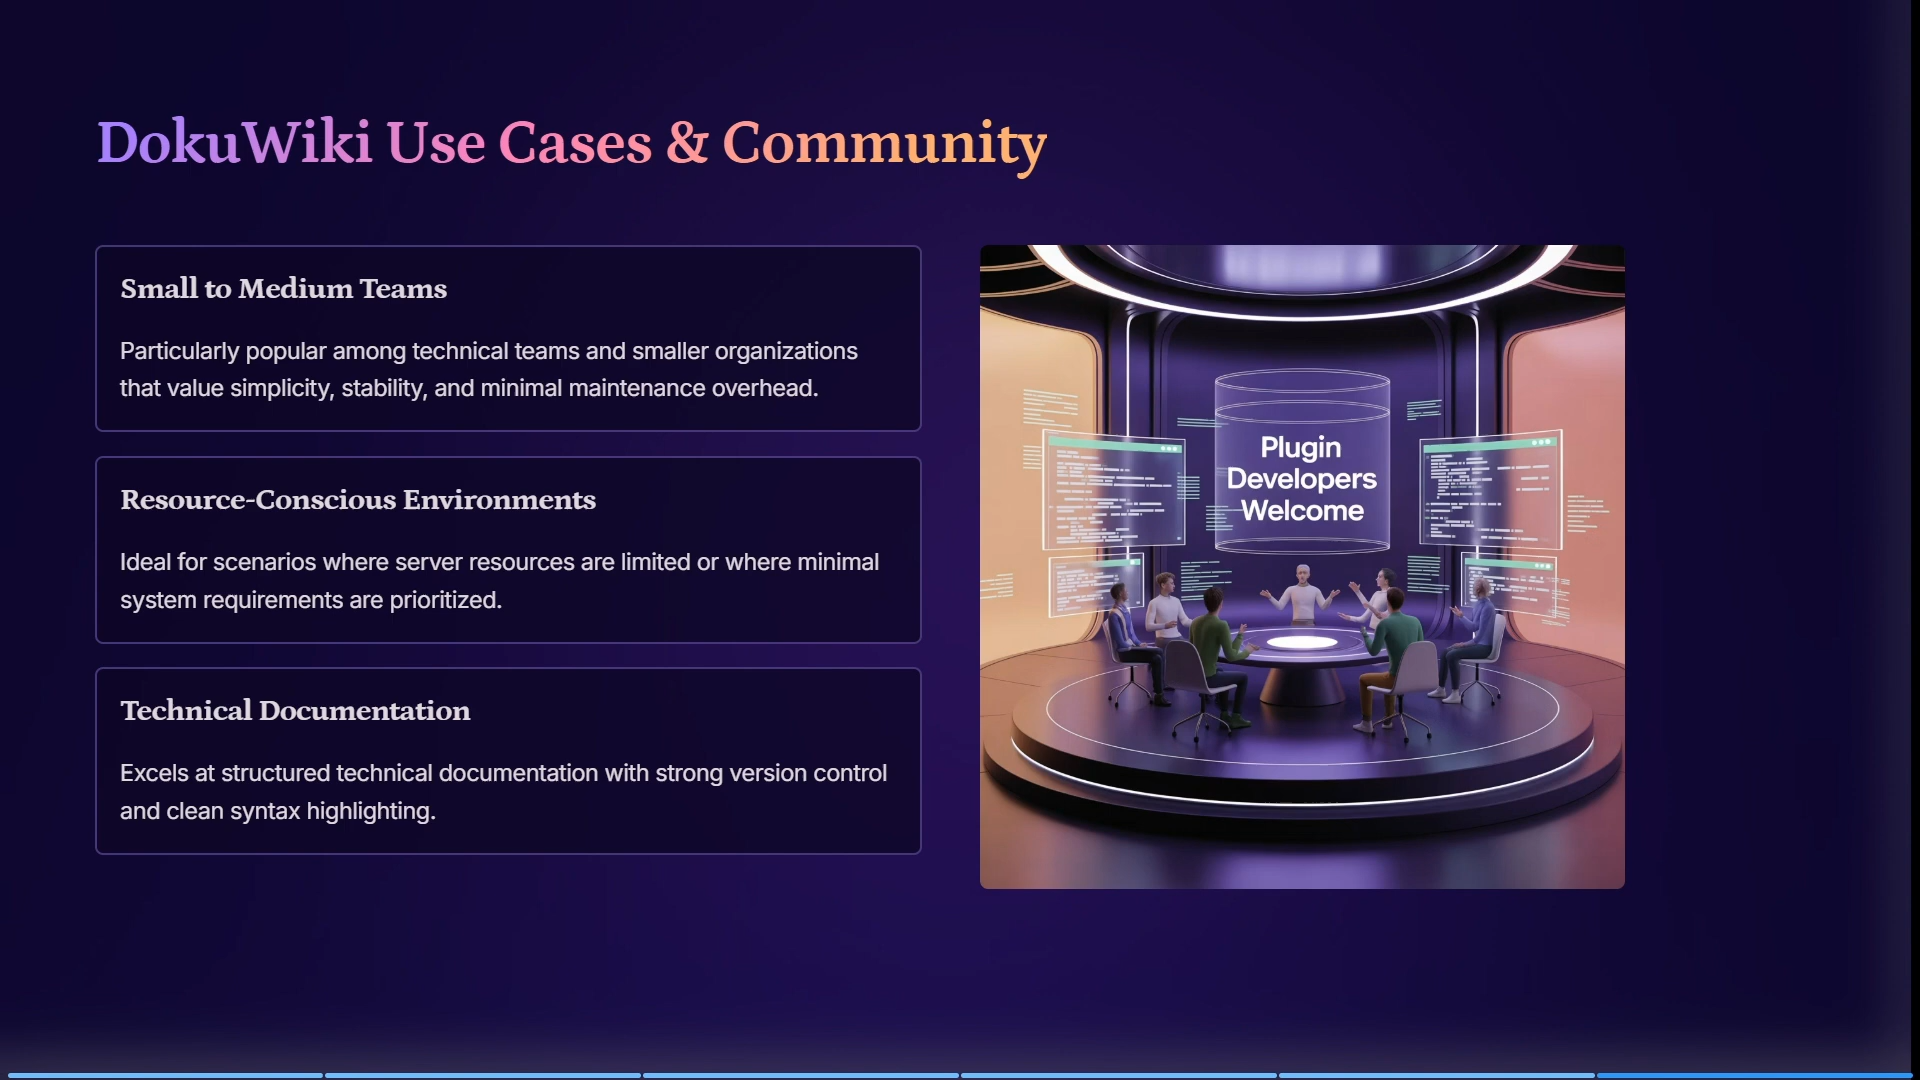 DokuWiki Use Cases & Community
Small to Medium Teams
Particularly popular among technical teams and smaller organizations
that value simplicity, stability, and minimal maintenance overhead.
Resource-Conscious Environments
Ideal for scenarios where server resources are limited or where minimal
system requirements are prioritized.
Technical Documentation
Excels at structured technical documentation with strong version control
and clean syntax highlighting.
Plugin
Developers
Welcome